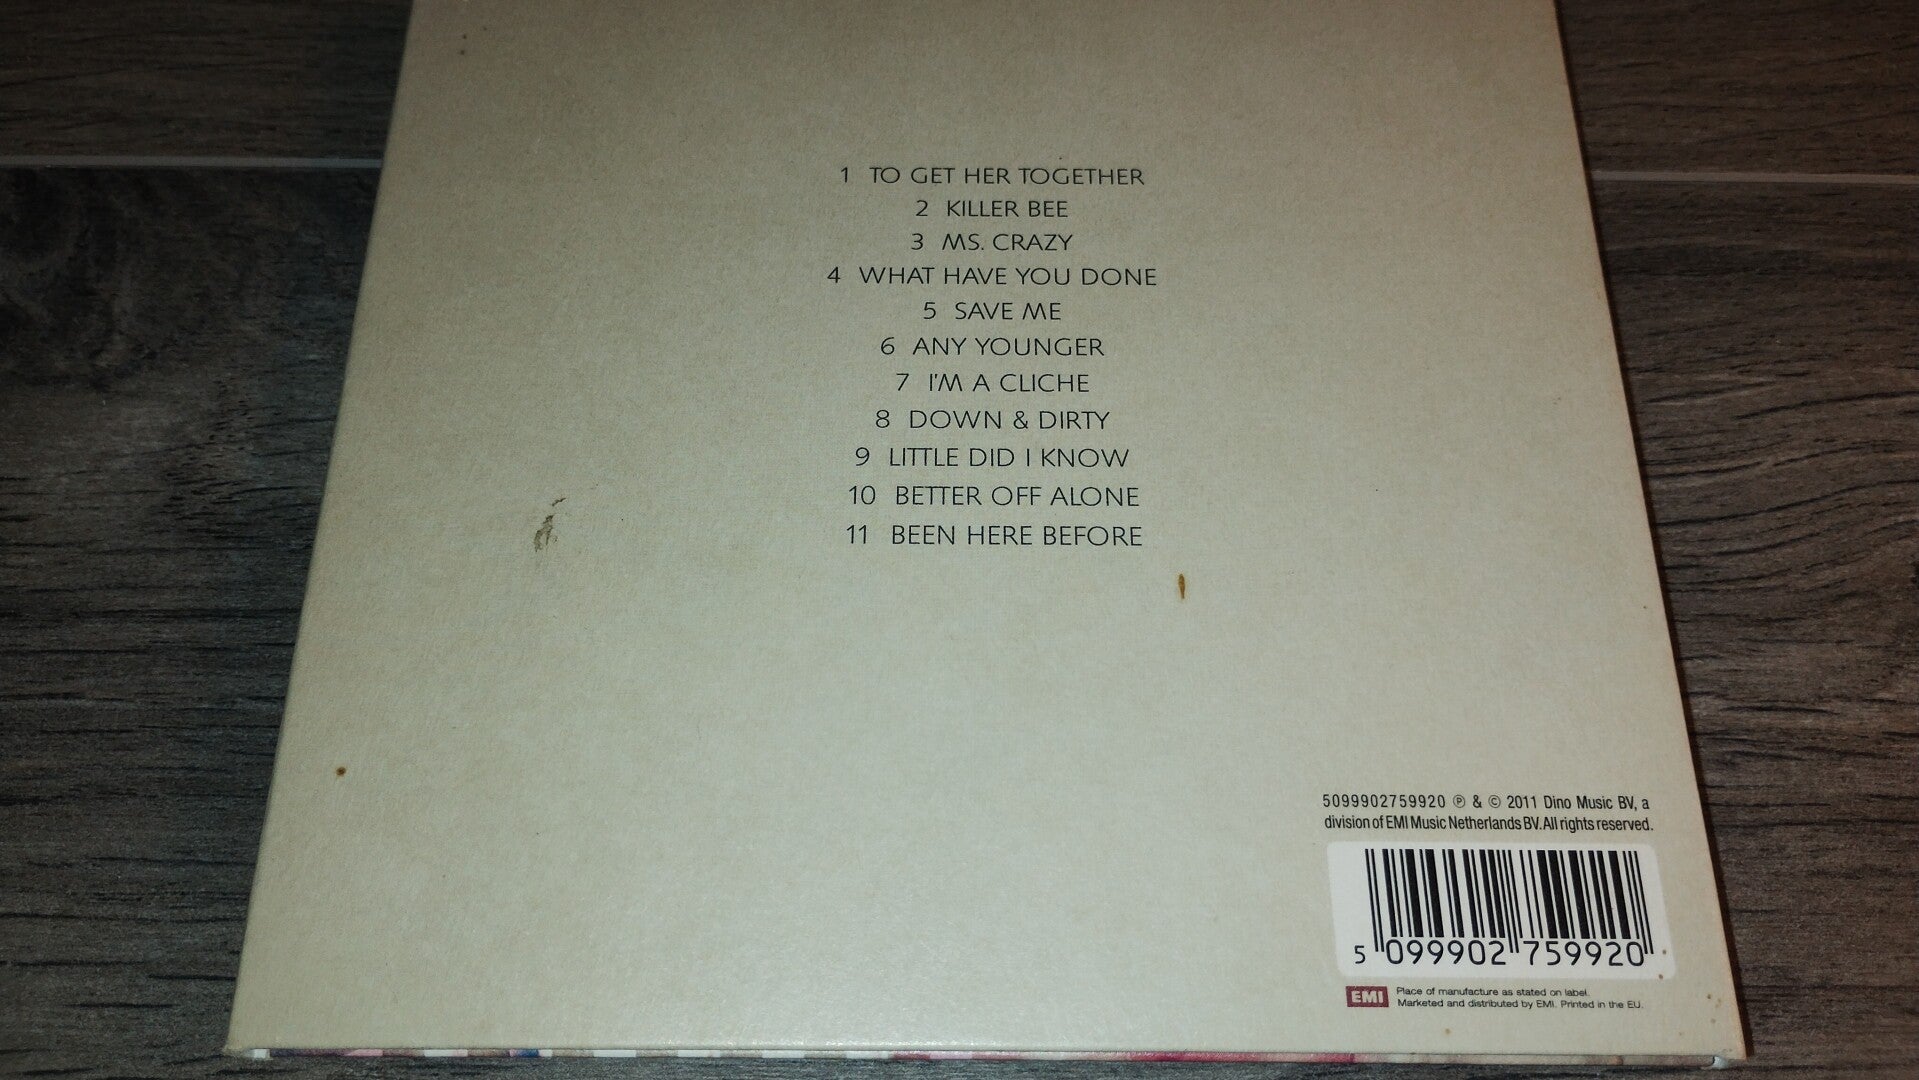 1 TO GET HER TOGETHER
2 KILLER BEE
3 MS. CRAZY
4 WHAT HAVE YOU DONE
5 SAVE ME
6 ANY YOUNGER
7 I'M A CLICHE
8 DOWN & DIRTY
9 LITTLE DID I KNOW
10 BETTER OFF ALONE
11 BEEN HERE BEFORE
5099902759920 ℗ & © 2011 Dino Music BV, a
division of EMI Music Netherlands BV. All rights reserved.
5 099902 759920
EMI
Place of manufacture as stated on label.
Marketed and distributed by EMI. Printed in the EU.